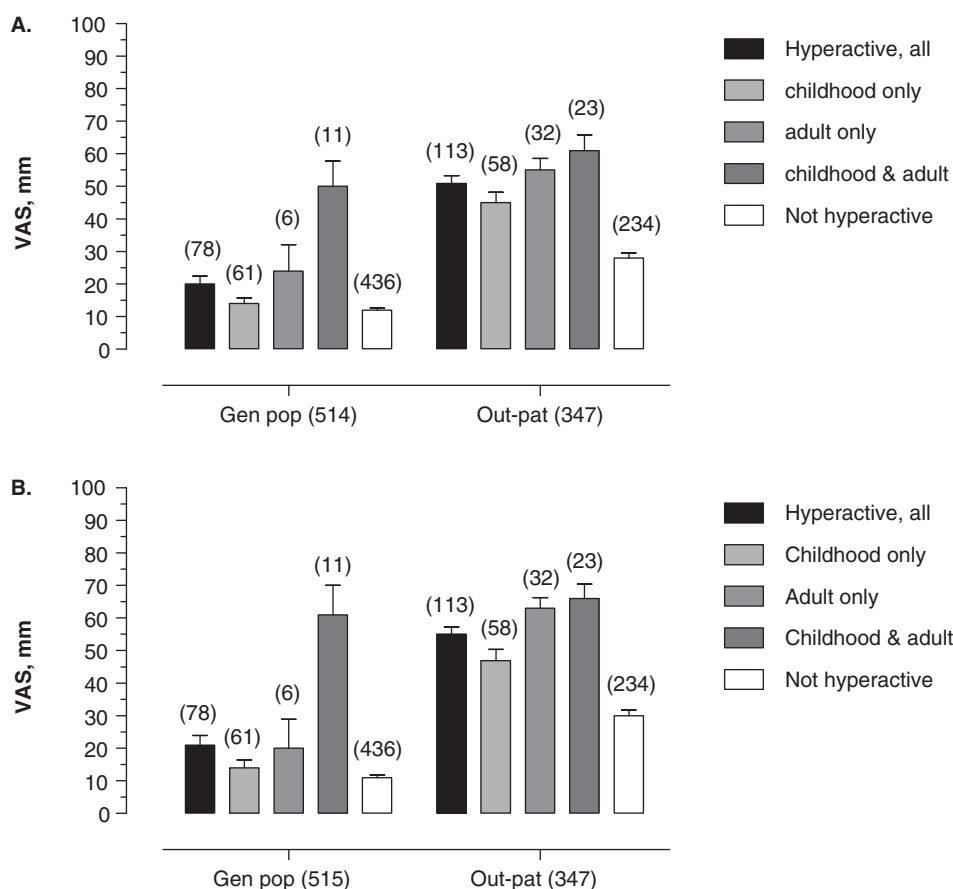 A.
100
90
80
70
60
50
40
30
20
10
0
VAS, mm
(78)
(61)
(6)
(11)
(436)
(113)
(58)
(32)
(23)
(234)
Gen pop (514)
Out-pat (347)
Hyperactive, all
childhood only
adult only
childhood & adult
Not hyperactive
B.
100
90
80
70
60
50
40
30
20
10
0
VAS, mm
(78)
(61)
(6)
(11)
(436)
(113)
(58)
(32)
(23)
(234)
Gen pop (515)
Out-pat (347)
Hyperactive, all
Childhood only
Adult only
Childhood & adult
Not hyperactive